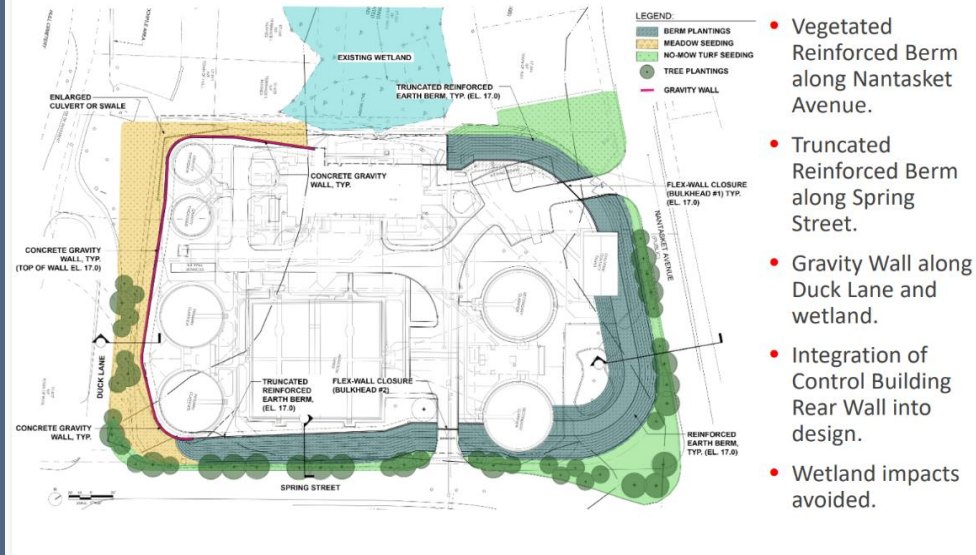 LEGEND:
BERM PLANTINGS
MEADOW SEEDING
NO-MOW TURF SEEDING
TREE PLANTINGS
GRAVITY WALL
EXISTING WETLAND
TRUNCATED REINFORCED
EARTH BERM, TYP. (EL. 17.0)
ENLARGED
CULVERT OR SWALE
CONCRETE GRAVITY
WALL, TYP.
FLEX-WALL CLOSURE
(BULKHEAD #1) TYP.
(EL. 17.0)
NANTASKET AVENUE
CONCRETE GRAVITY
WALL, TYP.
(TOP OF WALL EL. 17.0)
DUCK LANE
TRUNCATED
REINFORCED
EARTH BERM,
(EL. 17.0)
FLEX-WALL CLOSURE
(BULKHEAD #2)
CONCRETE GRAVITY
WALL, TYP.
REINFORCED
EARTH BERM,
TYP. (EL. 17.0)
SPRING STREET
• Vegetated
Reinforced Berm
along Nantasket
Avenue.
• Truncated
Reinforced Berm
along Spring
Street.
• Gravity Wall along
Duck Lane and
wetland.
• Integration of
Control Building
Rear Wall into
design.
• Wetland impacts
avoided.